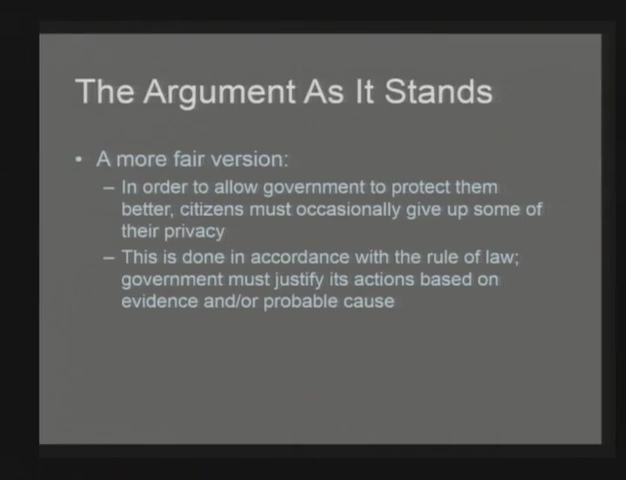 The Argument As It Stands
• A more fair version:
– In order to allow government to protect them
better, citizens must occasionally give up some of
their privacy
– This is done in accordance with the rule of law;
government must justify its actions based on
evidence and/or probable cause